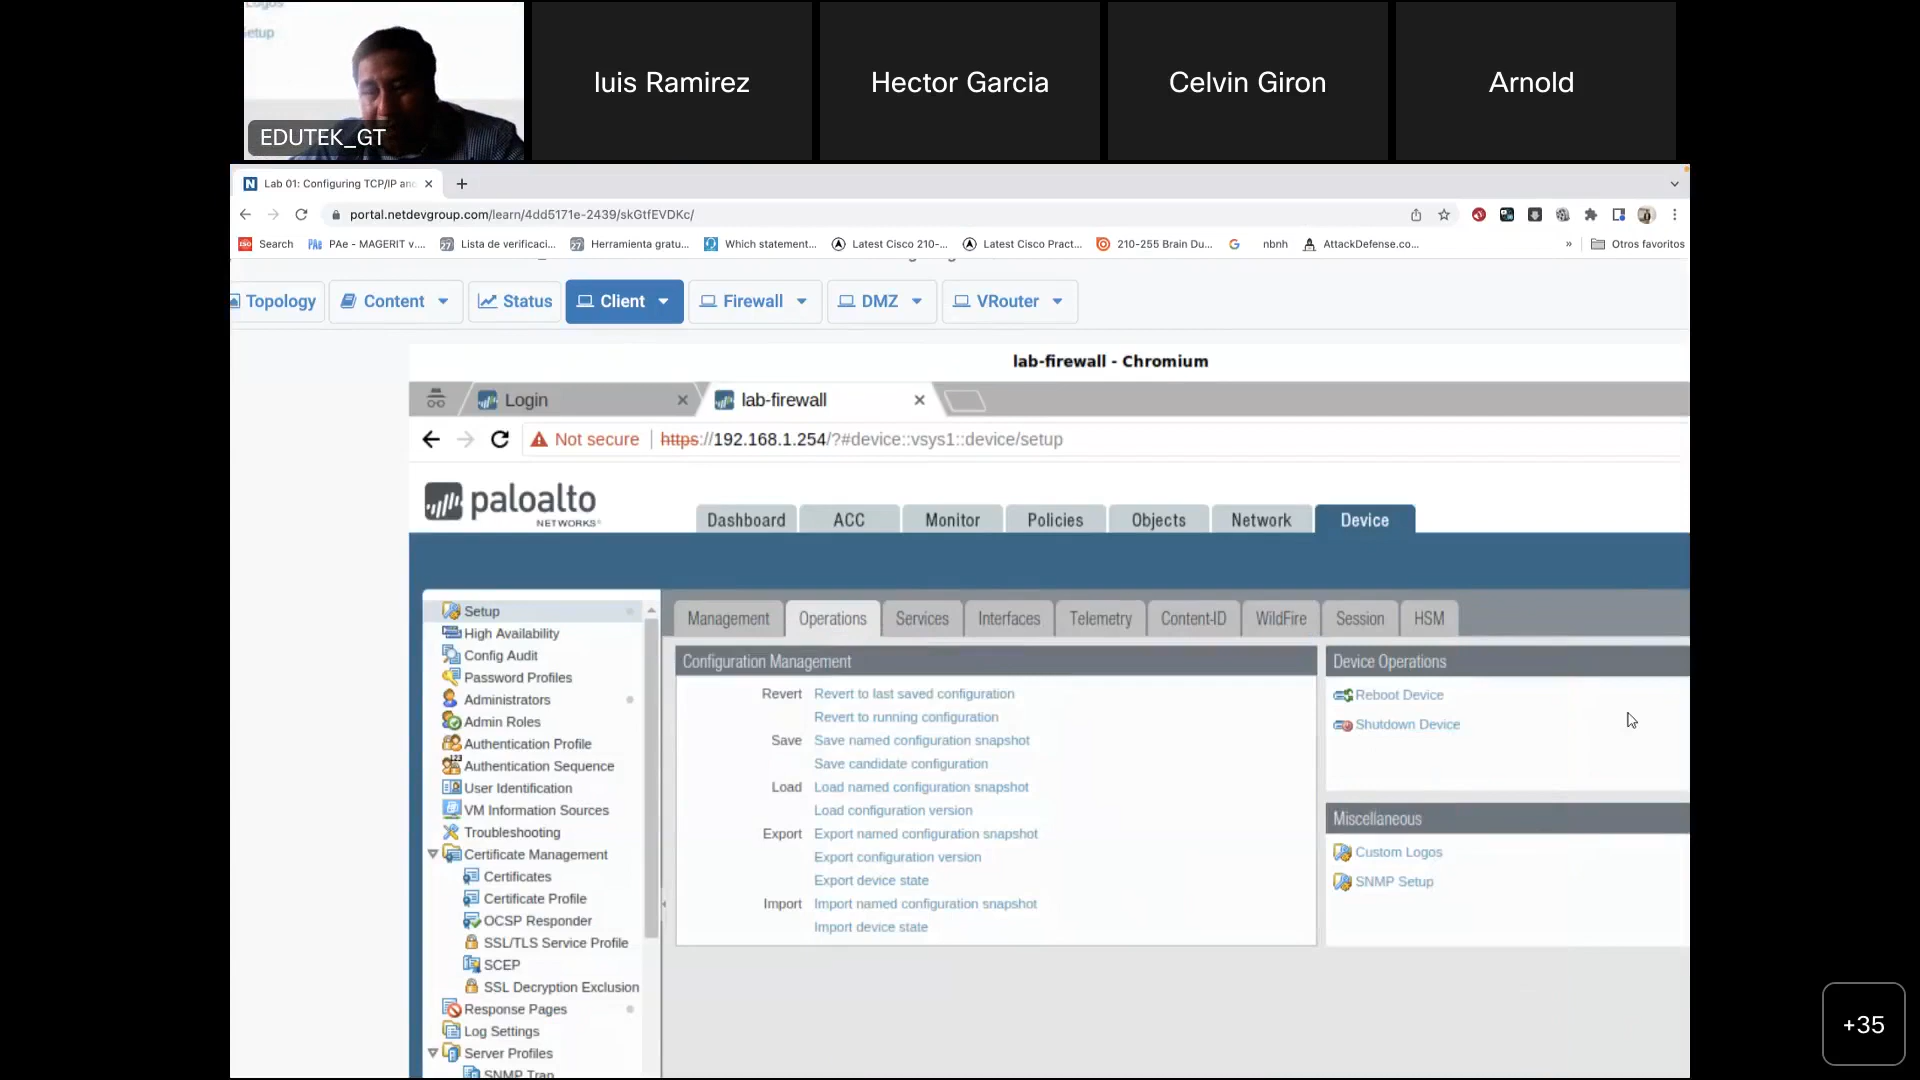 Setup
EDUTEK_GT
luis Ramirez
Hector Garcia
Celvin Giron
Arnold
Lab 01: Configuring TCP/IP an
portal.netdevgroup.com/learn/4dd5171e-2439/skGtfEVDKc/
Search
PAe - MAGERIT v....
Lista de verificaci...
Herramienta gratu...
Which statement...
Latest Cisco 210-...
Latest Cisco Pract...
210-255 Brain Du...
nbnh
AttackDefense.co...
»
Otros favoritos
Topology
Content
Status
Client
Firewall
DMZ
VRouter
lab-firewall - Chromium
Login
lab-firewall
Not secure
https://192.168.1.254/?#device::vsys1::device/setup
paloalto
NETWORKS®
Dashboard
ACC
Monitor
Policies
Objects
Network
Device
Setup
High Availability
Config Audit
Password Profiles
Administrators
Admin Roles
Authentication Profile
Authentication Sequence
User Identification
VM Information Sources
Troubleshooting
Certificate Management
Certificates
Certificate Profile
OCSP Responder
SSL/TLS Service Profile
SCEP
SSL Decryption Exclusion
Response Pages
Log Settings
Server Profiles
SNMP Trap
Management
Operations
Services
Interfaces
Telemetry
Content-ID
WildFire
Session
HSM
Configuration Management
Revert Revert to last saved configuration
Revert to running configuration
Save Save named configuration snapshot
Save candidate configuration
Load Load named configuration snapshot
Load configuration version
Export Export named configuration snapshot
Export configuration version
Export device state
Import Import named configuration snapshot
Import device state
Device Operations
Reboot Device
Shutdown Device
Miscellaneous
Custom Logos
SNMP Setup
+35